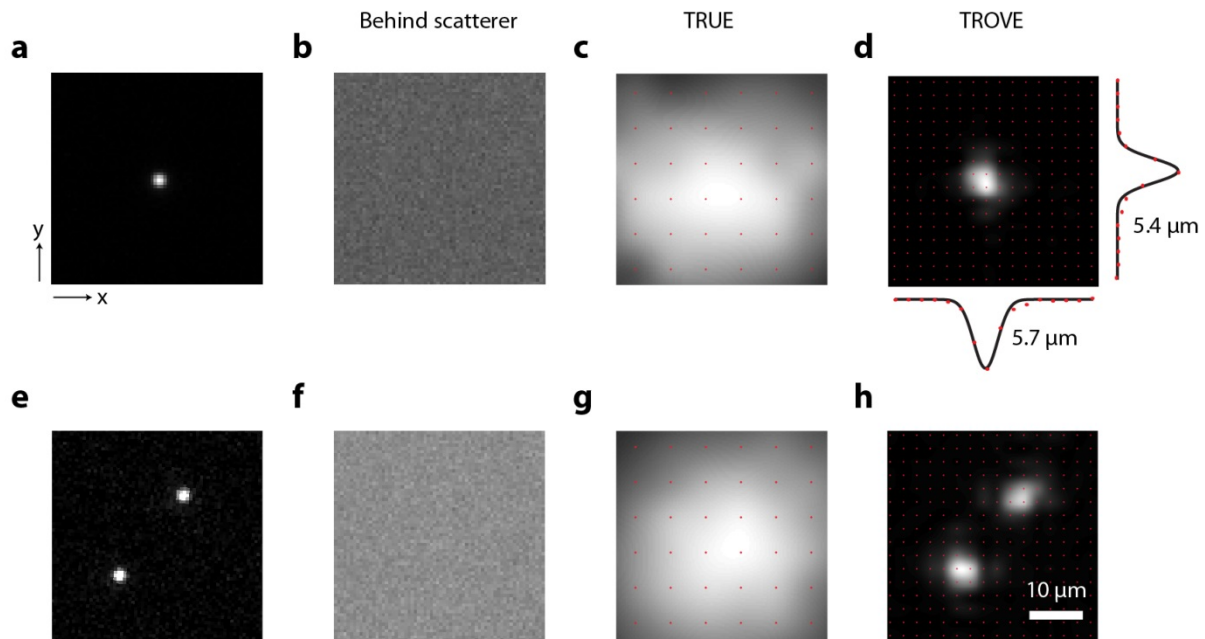 Behind scatterer TRUE TROVE
a b c d
y
x
5.4 μm
5.7 μm
e f g h
10 μm